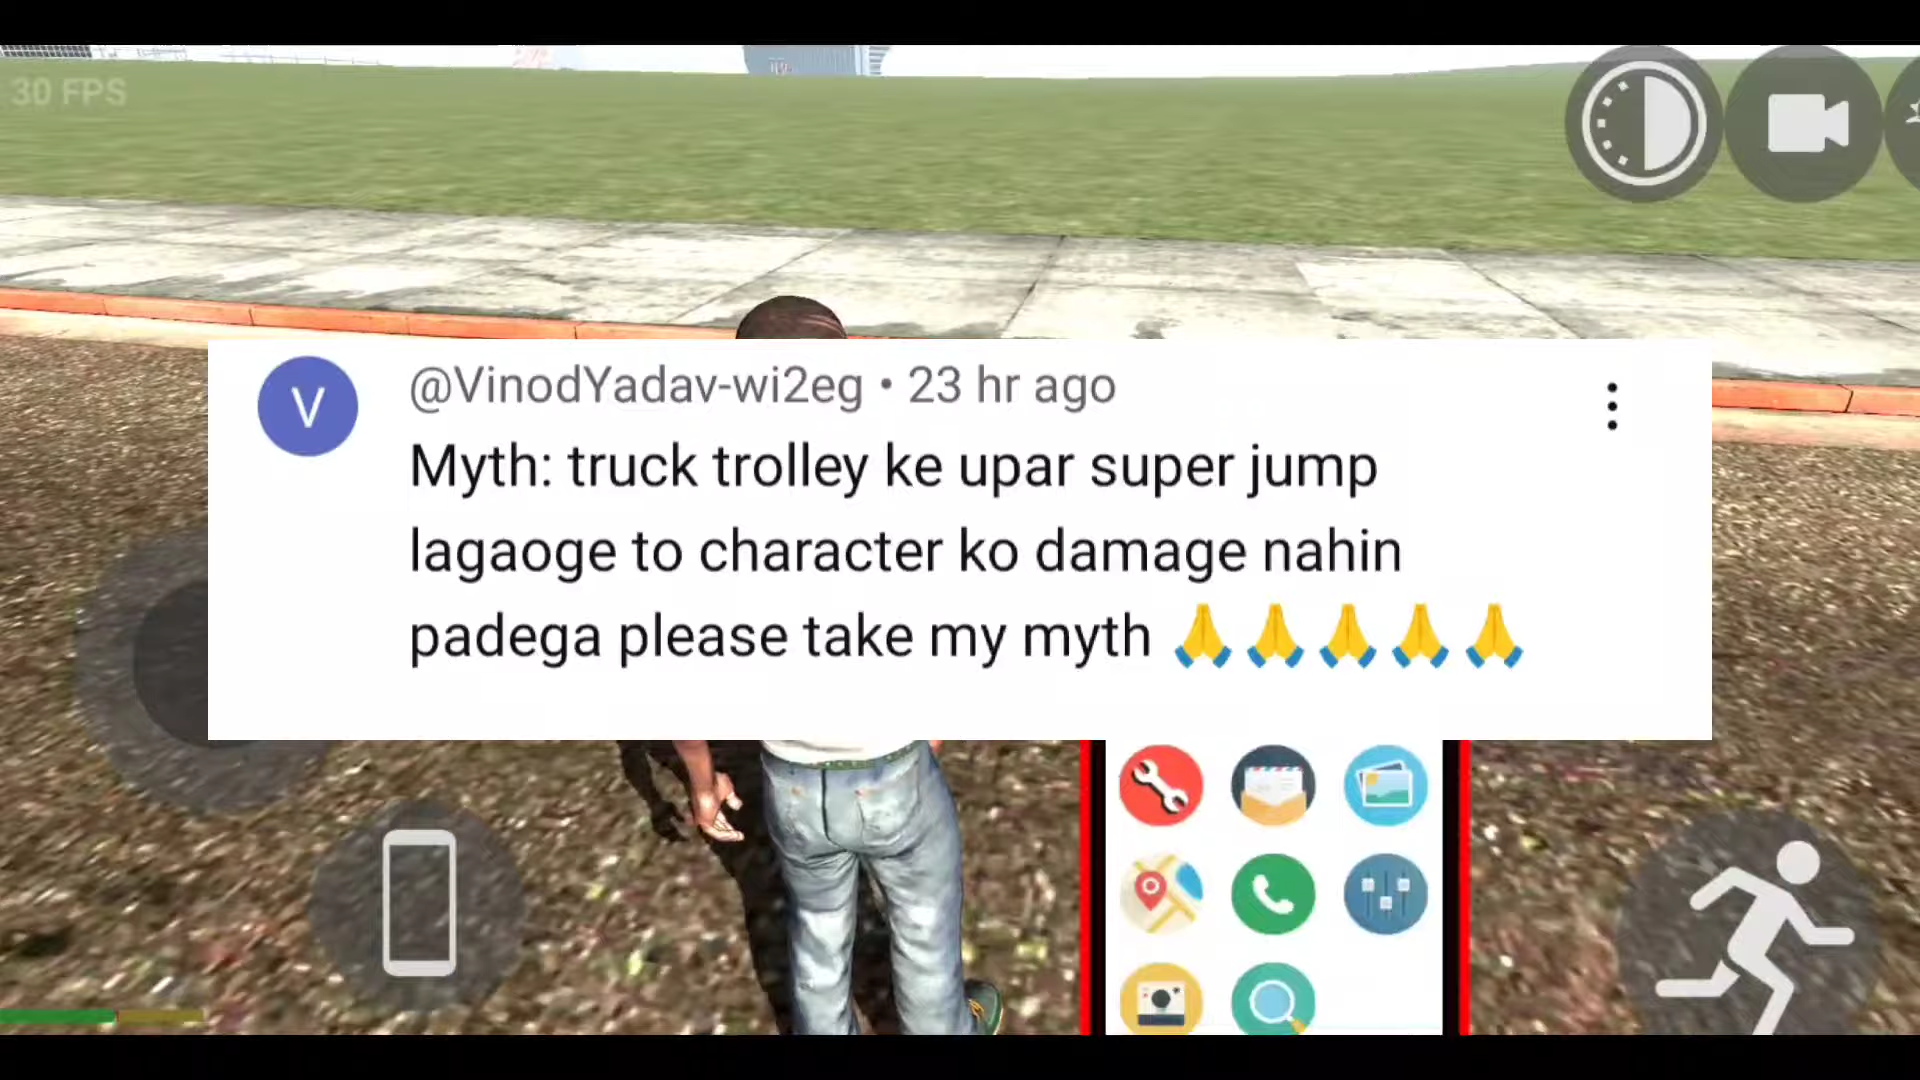 30 FPS
V
@VinodYadav-wi2eg • 23 hr ago
Myth: truck trolley ke upar super jump
lagaoge to character ko damage nahin
padega please take my myth 🙏🙏🙏🙏🙏